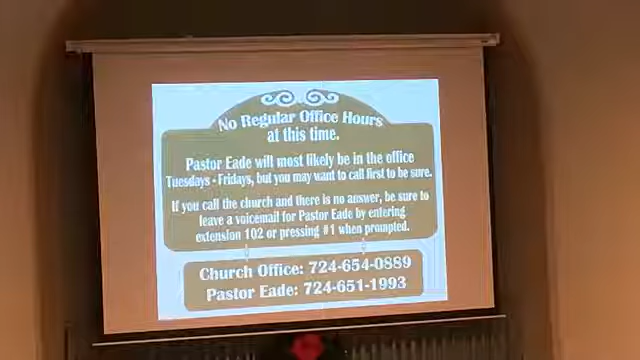 No Regular Office Hours
at this time.
Pastor Eade will most likely be in the office
Tuesdays - Fridays, but you may want to call first to be sure.
If you call the church and there is no answer, be sure to
leave a voicemail for Pastor Eade by entering
extension 102 or pressing #1 when prompted.
Church Office: 724-654-0889
Pastor Eade: 724-651-1993